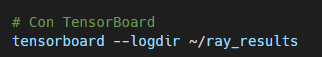 # Con TensorBoard
tensorboard --logdir ~/ray_results